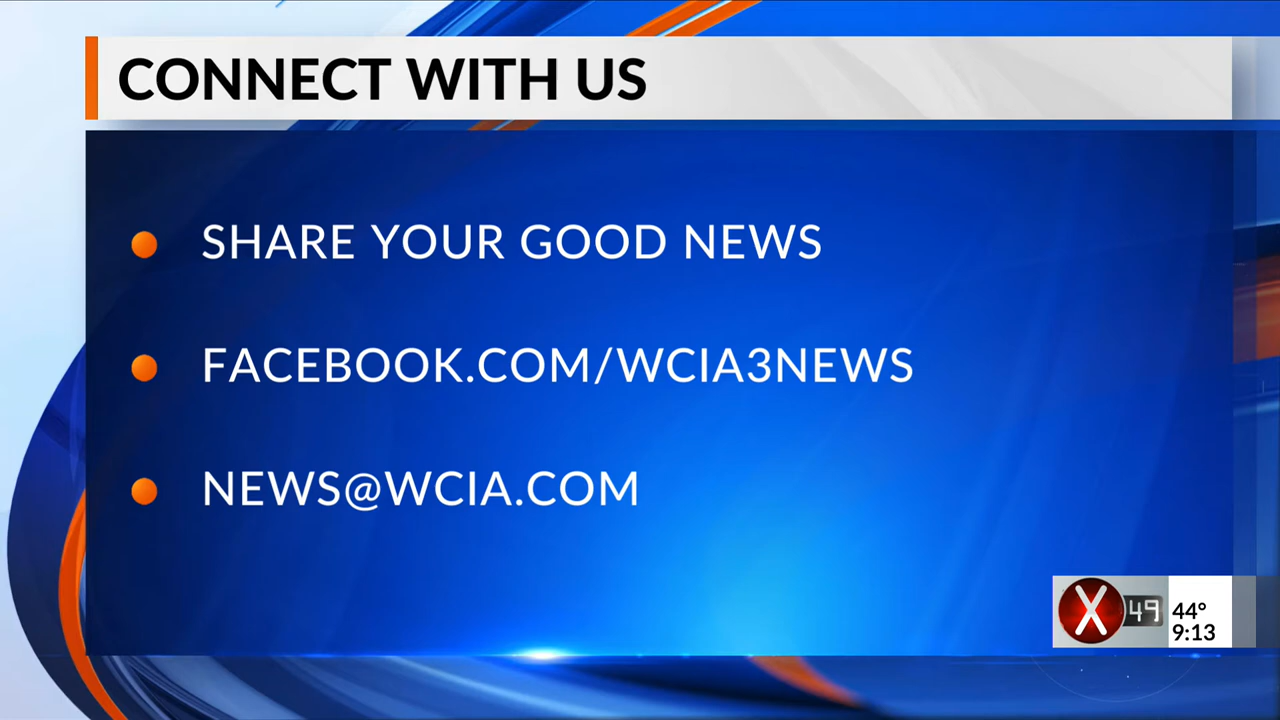 CONNECT WITH US
SHARE YOUR GOOD NEWS
FACEBOOK.COM/WCIA3NEWS
NEWS@WCIA.COM
X 49
44°
9:13